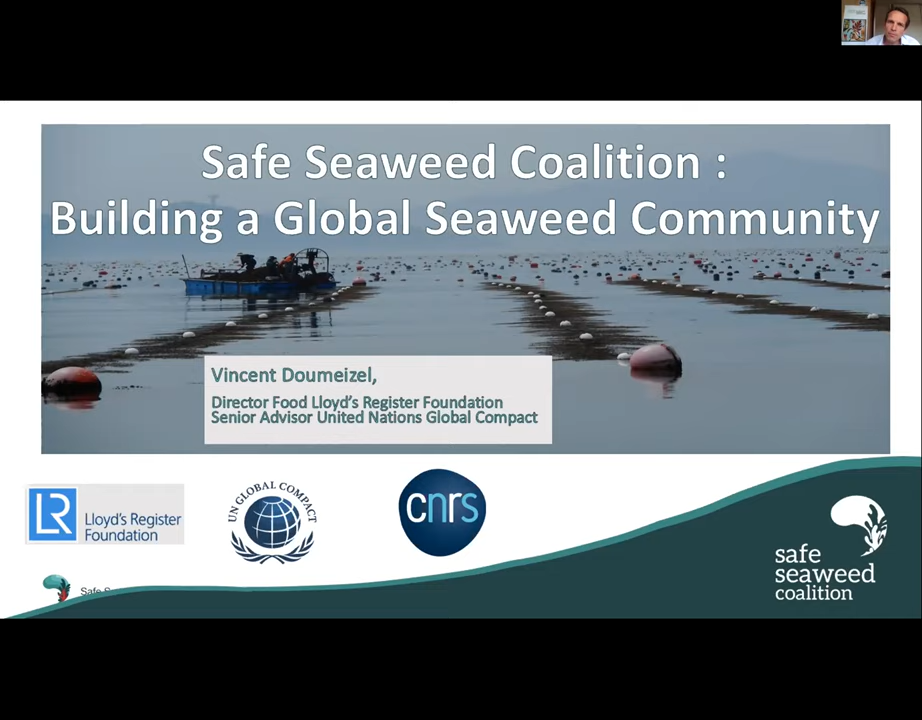 Safe Seaweed Coalition :
Building a Global Seaweed Community
Vincent Doumeizel,
Director Food Lloyd's Register Foundation
Senior Advisor United Nations Global Compact
LR
Lloyd's Register
Foundation
UN GLOBAL COMPACT
cnrs
safe
seaweed
coalition
Safe